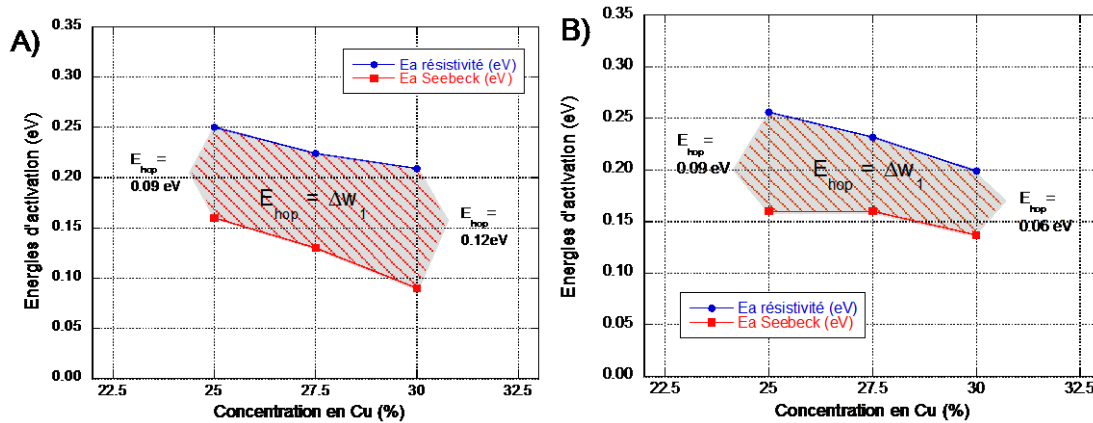 A)
Energies d'activation (eV)
0.35
0.30
0.25
0.20
0.15
0.10
0.05
0.00
Ea résistivité (eV)
Ea Seebeck (eV)
E hop =
0.09 eV
E hop = Δw 1
E hop =
0.12eV
22.5 25 27.5 30 32.5
Concentration en Cu (%)
B)
Energies d'activation (eV)
0.35
0.30
0.25
0.20
0.15
0.10
0.05
0.00
E hop =
0.09 eV
E hop = Δw 1
E hop =
0.06 eV
Ea résistivité (eV)
Ea Seebeck (eV)
22.5 25 27.5 30 32.5
Concentration en Cu (%)